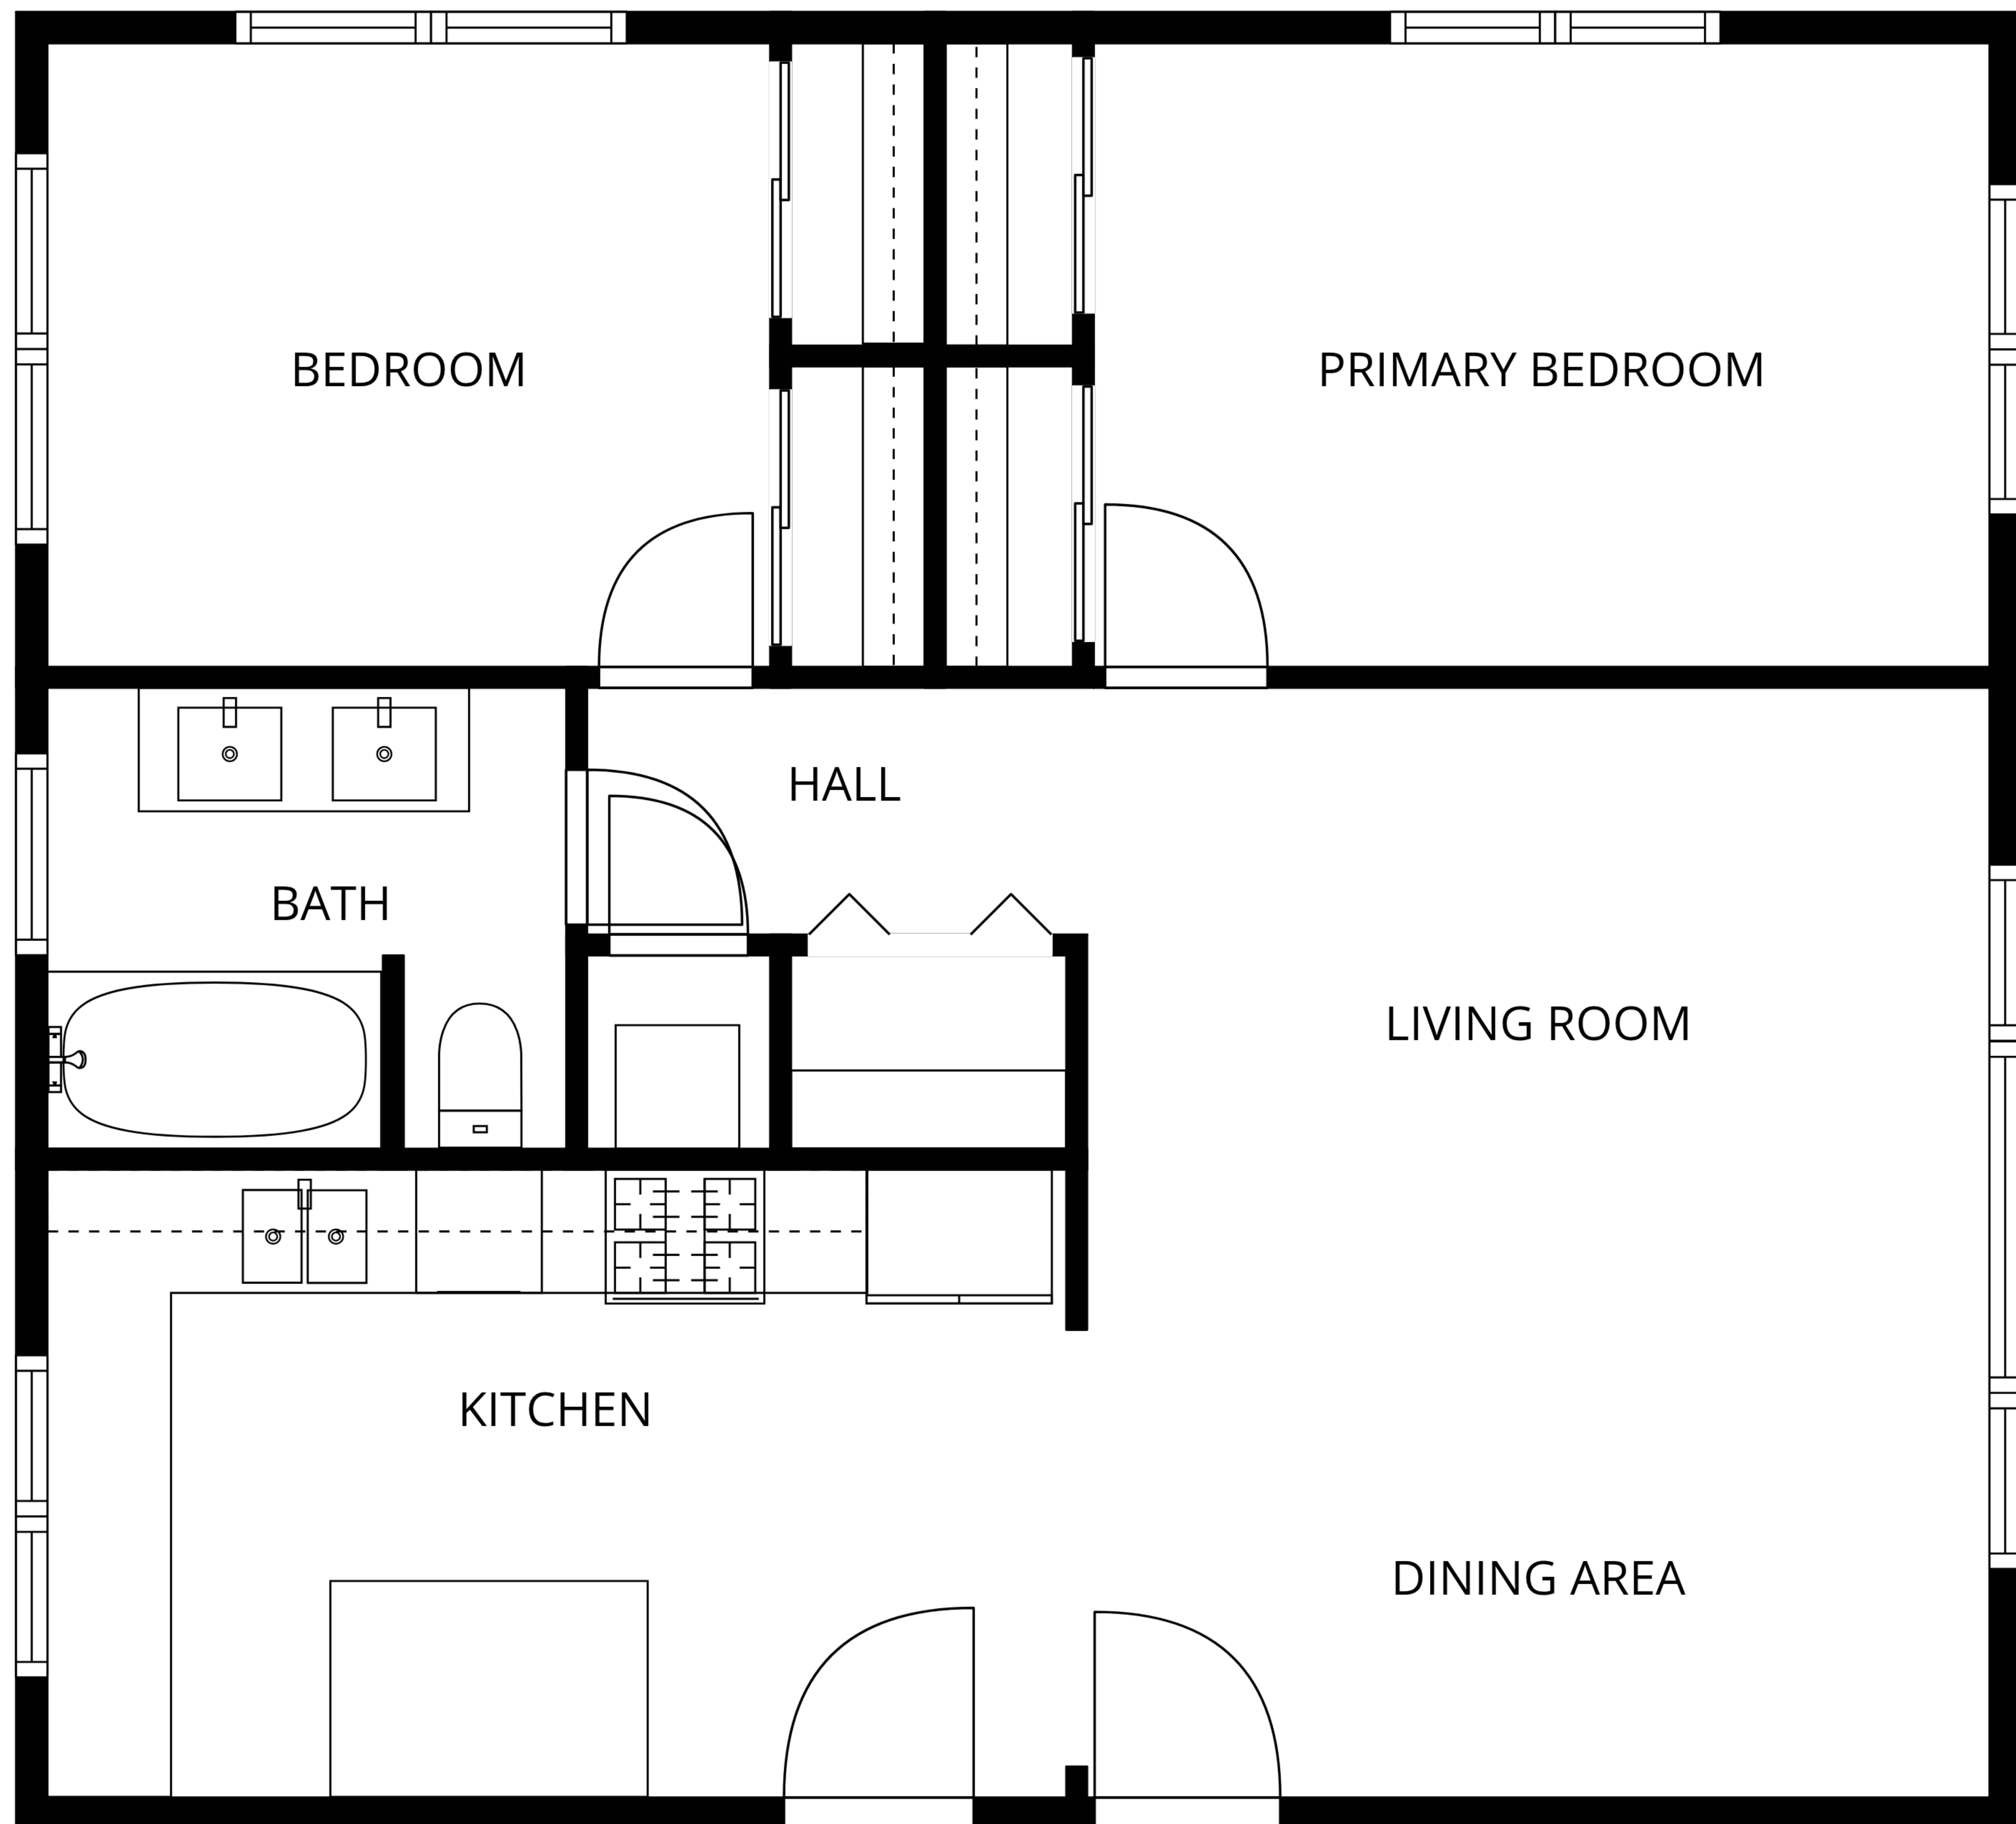 BEDROOM
PRIMARY BEDROOM
HALL
BATH
LIVING ROOM
KITCHEN
DINING AREA